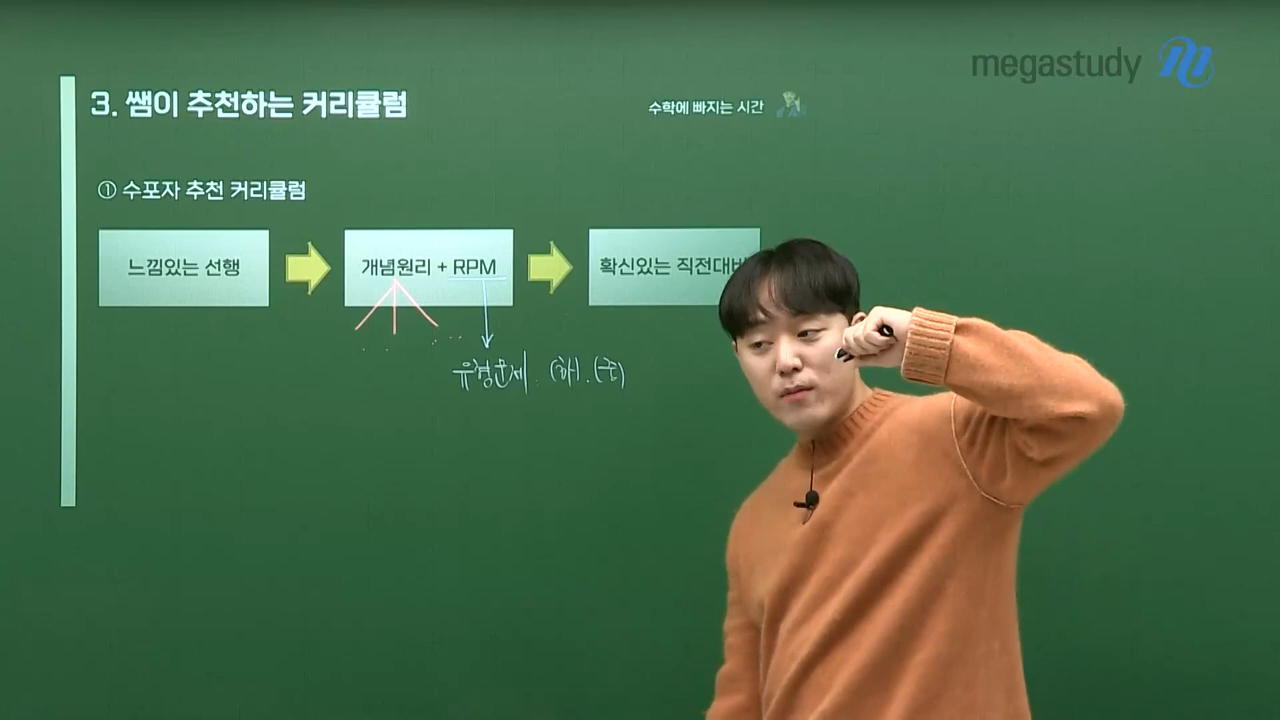 megastudy
3. 쌤이 추천하는 커리큘럼
수학에 빠지는 시간
① 수포자 추천 커리큘럼
느낌있는 선행
개념원리 + RPM
확신있는 직전대비
유형문제. (하). (중)